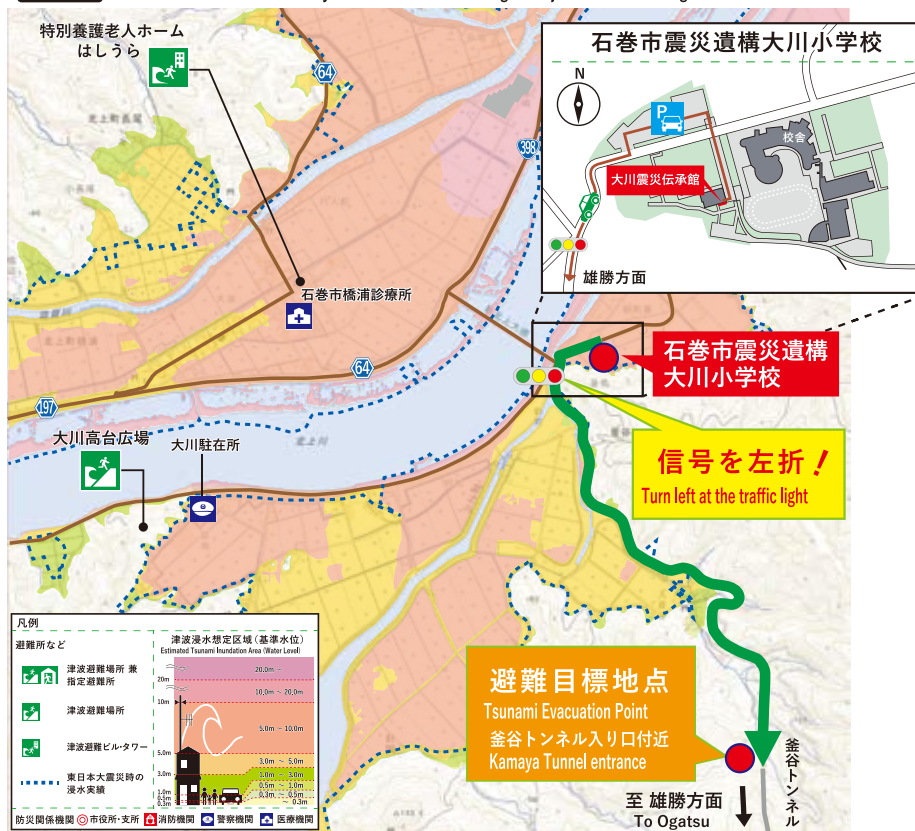 特別養護老人ホーム
はしうら
64
398
石巻市橋浦診療所
64
197
大川高台広場
大川駐在所
北上川
石巻市震災遺構大川小学校
N
P
校舎
大川震災伝承館
雄勝方面
石巻市震災遺構
大川小学校
信号を左折！
Turn left at the traffic light
避難目標地点
Tsunami Evacuation Point
釜谷トンネル入り口付近
Kamaya Tunnel entrance
釜谷トンネル
至 雄勝方面
To Ogatsu
凡例
避難所など
津波避難場所 兼
指定避難所
津波避難場所
津波避難ビル・タワー
東日本大震災時の
浸水実績
津波浸水想定区域(基準水位)
Estimated Tsunami Inundation Area (Water Level)
20.0m ~
20m
10.0m ~ 20.0m
10m
5.0m ~ 10.0m
5.0m
3.0m ~ 5.0m
3.0m
1.0m ~ 3.0m
0.5m ~ 1.0m
1.0m
0.3m ~ 0.5m
0.5m
0.3m
~ 0.3m
防災関係機関 市役所・支所 消防機関 警察機関 医療機関